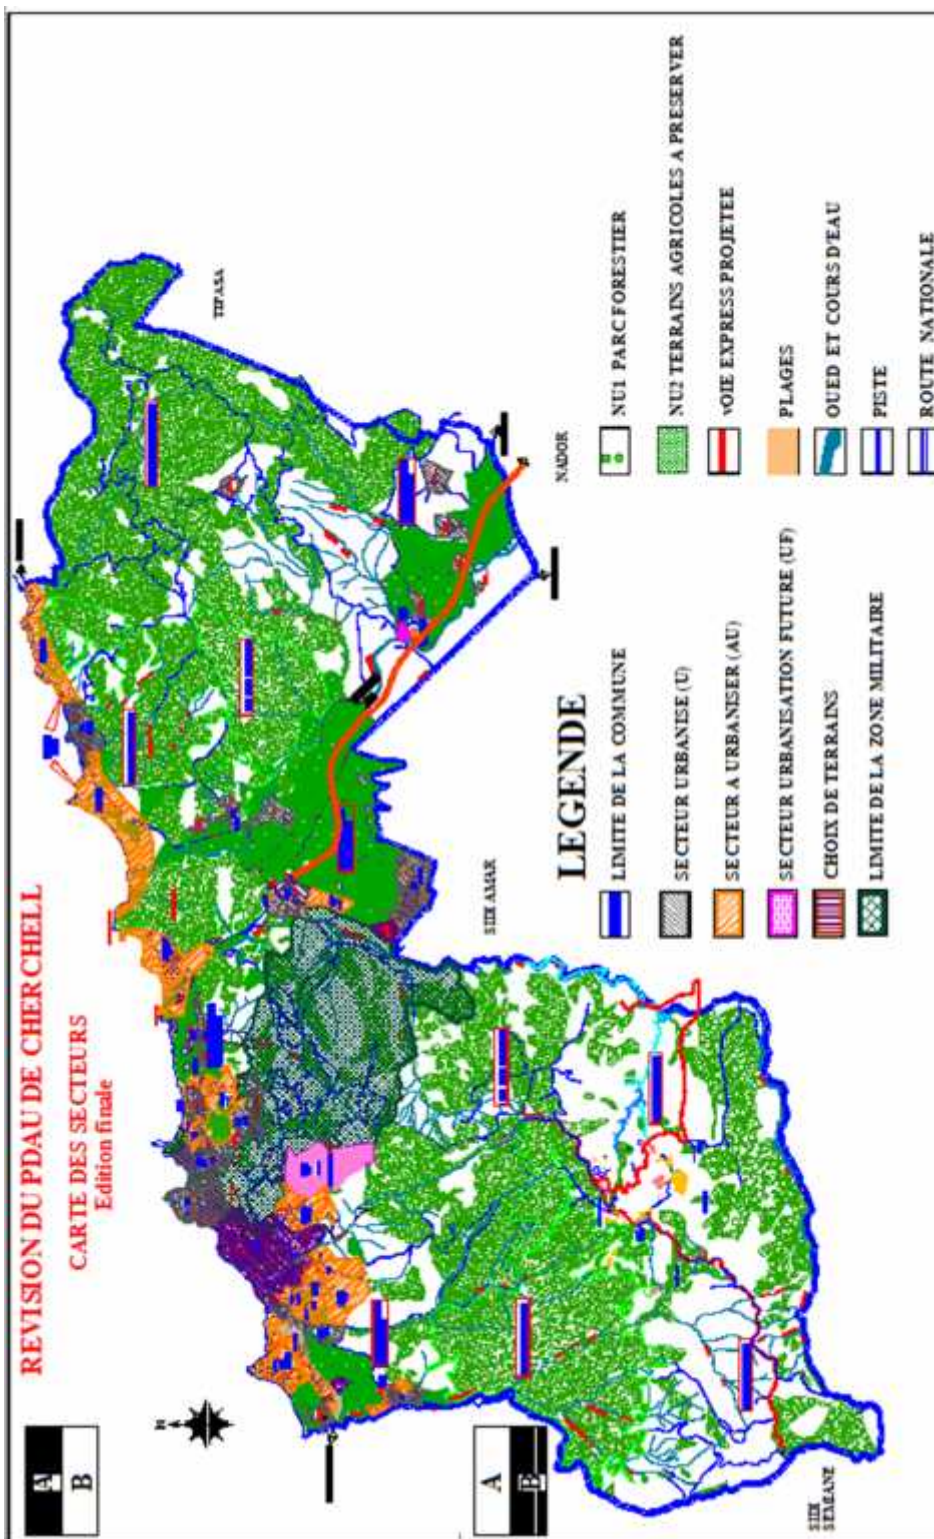 REVISION DU PDAU DE CHERCHELL
CARTE DES SECTEURS
Edition finale
A
B
N
A
B
TIPASA
NADOR
SIDI AMAR
SIDI
SEMIANE
LEGENDE
LIMITE DE LA COMMUNE
SECTEUR URBANISE (U)
SECTEUR A URBANISER (AU)
SECTEUR URBANISATION FUTURE (UF)
CHOIX DE TERRAINS
LIMITE DE LA ZONE MILITAIRE
NU1 PARC FORESTIER
NU2 TERRAINS AGRICOLES A PRESERVER
VOIE EXPRESS PROJETEE
PLAGES
OUED ET COURS D'EAU
PISTE
ROUTE NATIONALE